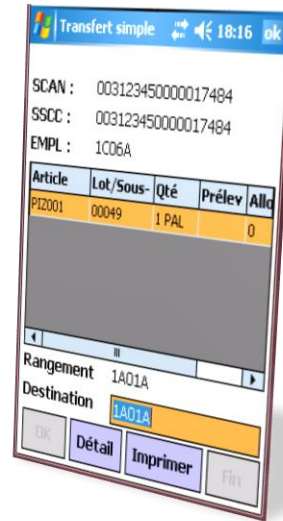 Transfert simple 18:16 ok
SCAN : 003123450000017484
SSCC : 003123450000017484
EMPL : 1C06A
Article Lot/Sous- Qté Prélev Allo
PIZ001 00049 1 PAL 0
Rangement 1A01A
Destination 1A01A
OK Détail Imprimer Fin